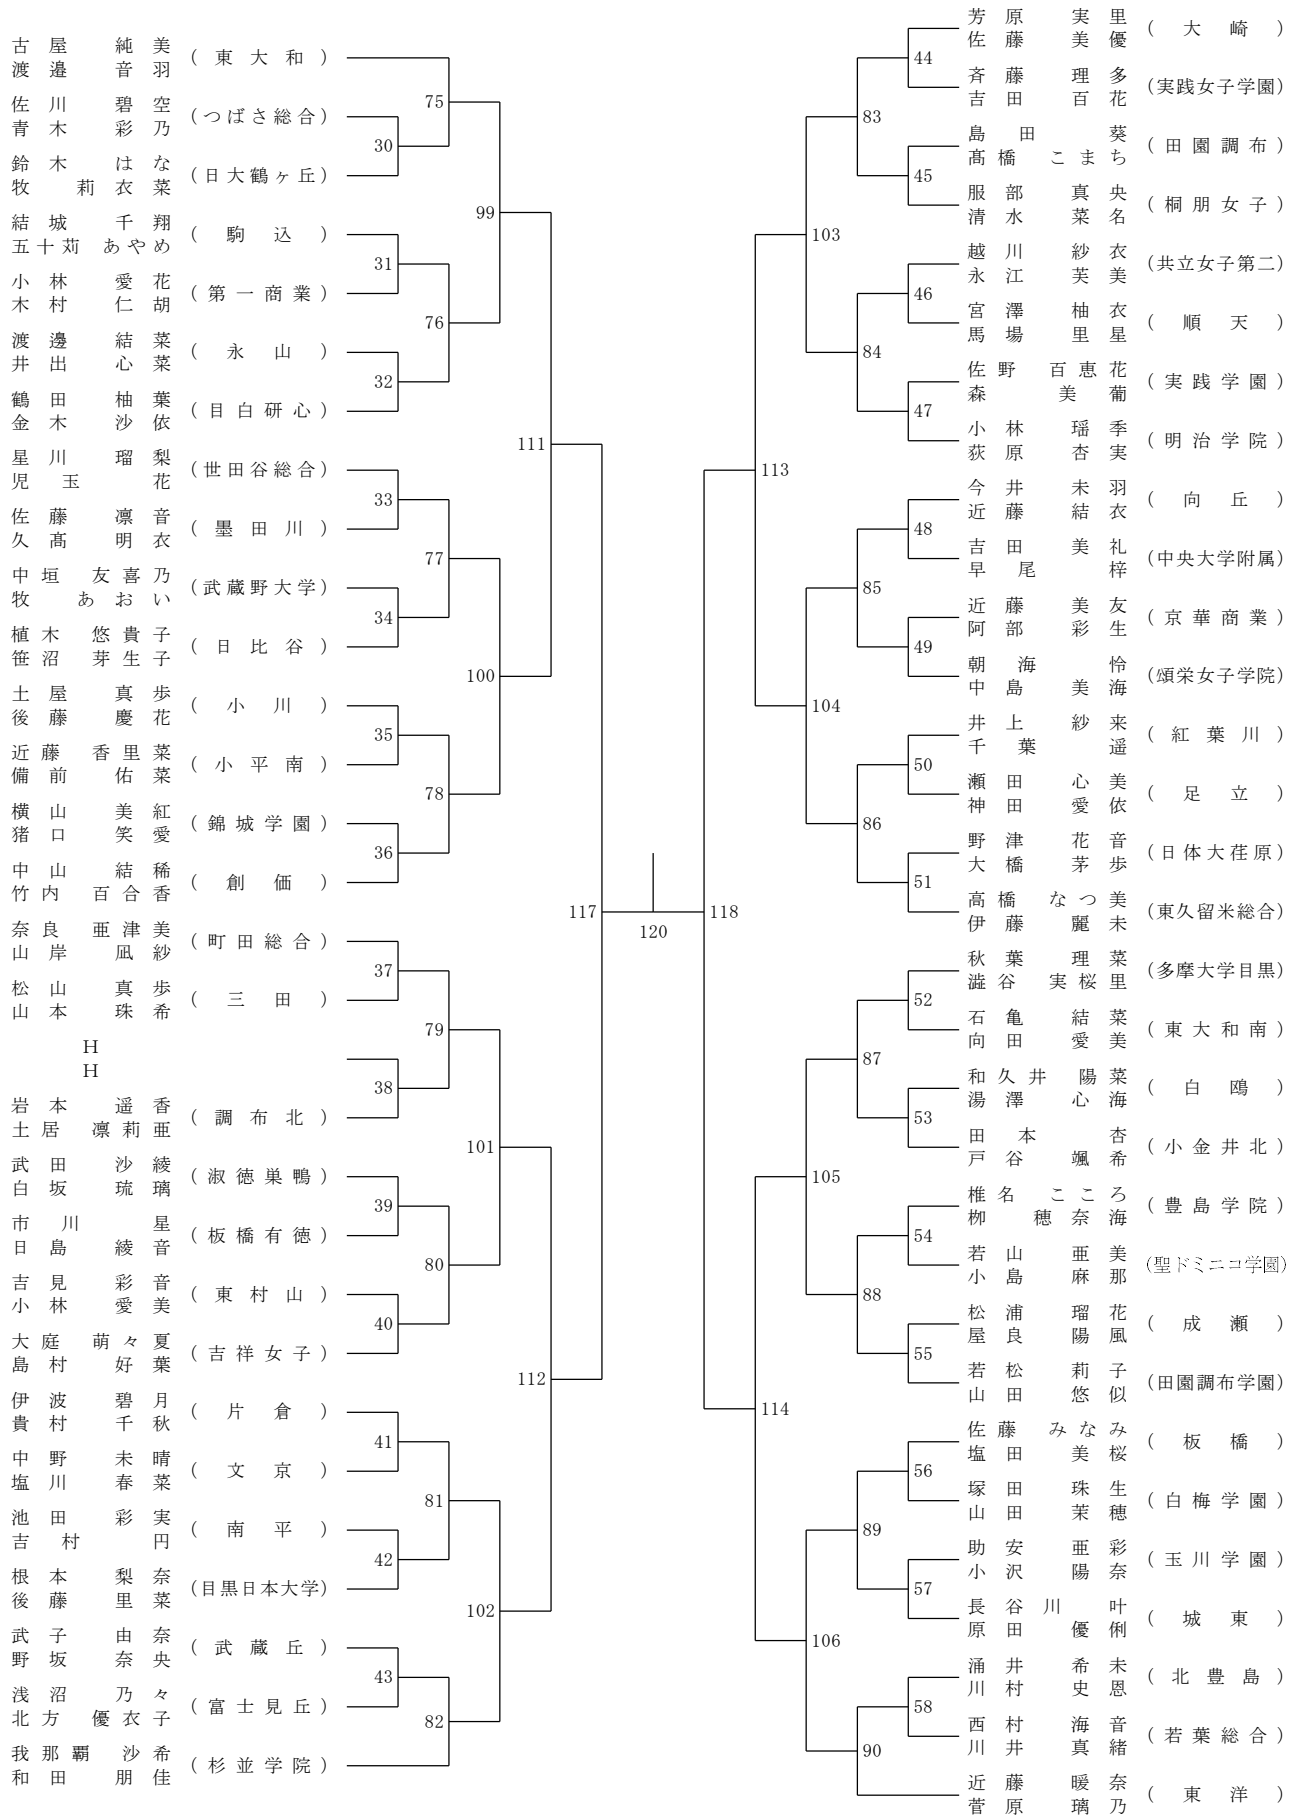 古屋 純美
渡邉 音羽
(東大和)
佐川 碧空
青木 彩乃
(つばさ総合)
鈴木 はな
牧 莉衣菜
(日大鶴ヶ丘)
結城 千翔
五十苅 あやめ
(駒込)
小林 愛花
木村 仁胡
(第一商業)
渡邊 結菜
井出 心菜
(永山)
鶴田 柚葉
金木 沙依
(目白研心)
星川 瑠梨
児玉 花
(世田谷総合)
佐藤 凛音
久髙 明衣
(墨田川)
中垣 友喜乃
牧 あおい
(武蔵野大学)
植木 悠貴子
笹沼 芽生子
(日比谷)
土屋 真歩
後藤 慶花
(小川)
近藤 香里菜
備前 佑菜
(小平南)
横山 美紅
猪口 笑愛
(錦城学園)
中山 結稀
竹内 百合香
(創価)
奈良 亜津美
山岸 凪紗
(町田総合)
松山 真歩
山本 珠希
(三田)
H
H
岩本 遥香
土居 凛莉亜
(調布北)
武田 沙綾
白坂 琉璃
(淑徳巣鴨)
市川 星
日島 綾音
(板橋有徳)
吉見 彩音
小林 愛美
(東村山)
大庭 萌々夏
島村 好葉
(吉祥女子)
伊波 碧月
貴村 千秋
(片倉)
中野 未晴
塩川 春菜
(文京)
池田 彩実
吉村 円
(南平)
根本 梨奈
後藤 里菜
(目黒日本大学)
武子 由奈
野坂 奈央
(武蔵丘)
浅沼 乃々
北方 優衣子
(富士見丘)
我那覇 沙希
和田 朋佳
(杉並学院)
30
31
32
33
34
35
36
37
38
39
40
41
42
43
75
76
77
78
79
80
81
82
99
100
101
102
111
112
117
120
118
113
114
103
104
105
106
83
84
85
86
87
88
89
90
44
45
46
47
48
49
50
51
52
53
54
55
56
57
58
芳原 実里
佐藤 美優
(大崎)
斉藤 理多
吉田 百花
(実践女子学園)
島田 葵
髙橋 こまち
(田園調布)
服部 真央
清水 菜名
(桐朋女子)
越川 紗衣
永江 芙美
(共立女子第二)
宮澤 柚衣
馬場 里星
(順天)
佐野 百恵花
森 美葡
(実践学園)
小林 瑶季
荻原 杏実
(明治学院)
今井 未羽
近藤 結衣
(向丘)
吉田 美礼
早尾 梓
(中央大学附属)
近藤 美友
阿部 彩生
(京華商業)
朝海 怜
中島 美海
(頌栄女子学院)
井上 紗来
千葉 遥
(紅葉川)
瀬田 心美
神田 愛依
(足立)
野津 花音
大橋 茅歩
(日体大荏原)
高橋 なつ美
伊藤 麗未
(東久留米総合)
秋葉 理菜
澁谷 実桜里
(多摩大学目黒)
石亀 結菜
向田 愛美
(東大和南)
和久井 陽菜
湯澤 心海
(白鴎)
田本 杏
戸谷 颯希
(小金井北)
椎名 こころ
栁 穂奈海
(豊島学院)
若山 亜美
小島 麻那
(聖ドミニコ学園)
松浦 瑠花
屋良 陽風
(成瀬)
若松 莉子
山田 悠似
(田園調布学園)
佐藤 みなみ
塩田 美桜
(板橋)
塚田 珠生
山田 茉穂
(白梅学園)
助安 亜彩
小沢 陽奈
(玉川学園)
長谷川 叶
原田 優俐
(城東)
涌井 希未
川村 史恩
(北豊島)
西村 海音
川井 真緒
(若葉総合)
近藤 暖奈
菅原 璃乃
(東洋)